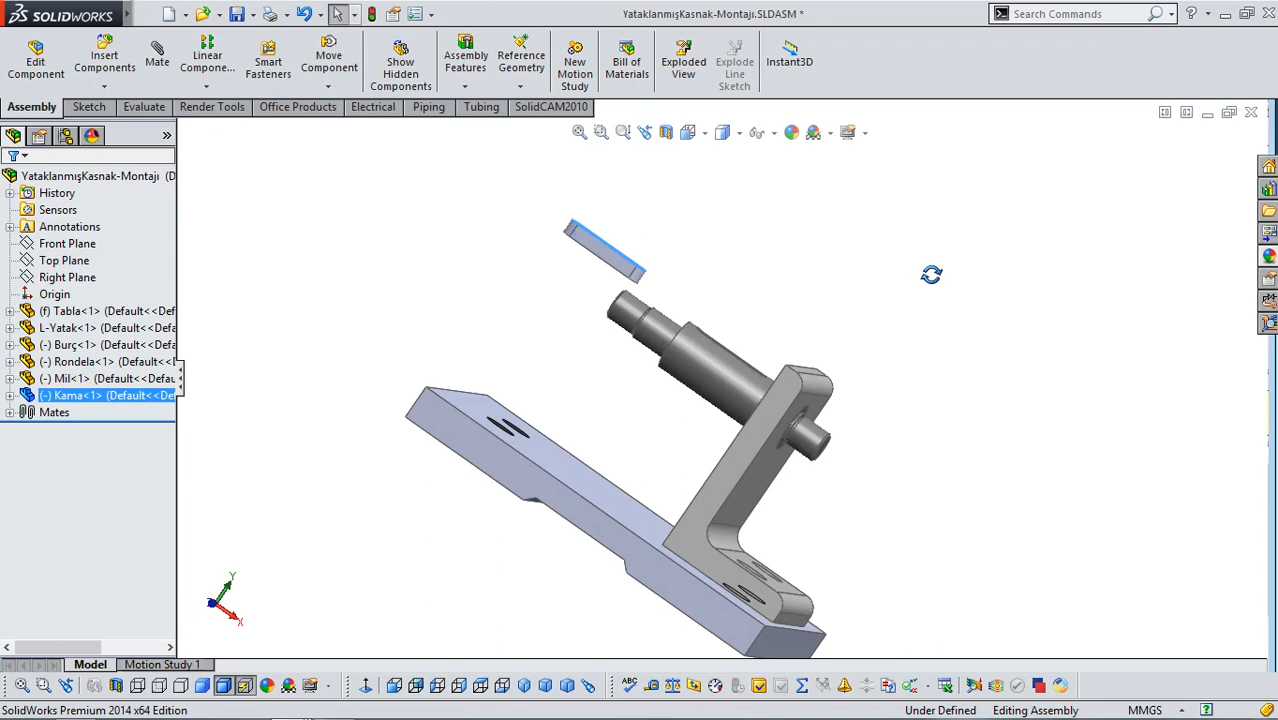 SOLIDWORKS
YataklanmışKasnak-Montajı.SLDASM *
Search Commands
Edit Component
Insert Components
Mate
Linear Compone...
Smart Fasteners
Move Component
Show Hidden Components
Assembly Features
Reference Geometry
New Motion Study
Bill of Materials
Exploded View
Explode Line Sketch
Instant3D
Assembly Sketch Evaluate Render Tools Office Products Electrical Piping Tubing SolidCAM2010
YataklanmışKasnak-Montajı (D
History
Sensors
Annotations
Front Plane
Top Plane
Right Plane
Origin
(f) Tabla<1> (Default<<Def
L-Yatak<1> (Default<<Defa
(-) Burç<1> (Default<<Defa
(-) Rondela<1> (Default<<D
(-) Mil<1> (Default<<Defau
(-) Kama<1> (Default<<Def
Mates
Y
X
Model Motion Study 1
SolidWorks Premium 2014 x64 Edition
Under Defined Editing Assembly MMGS